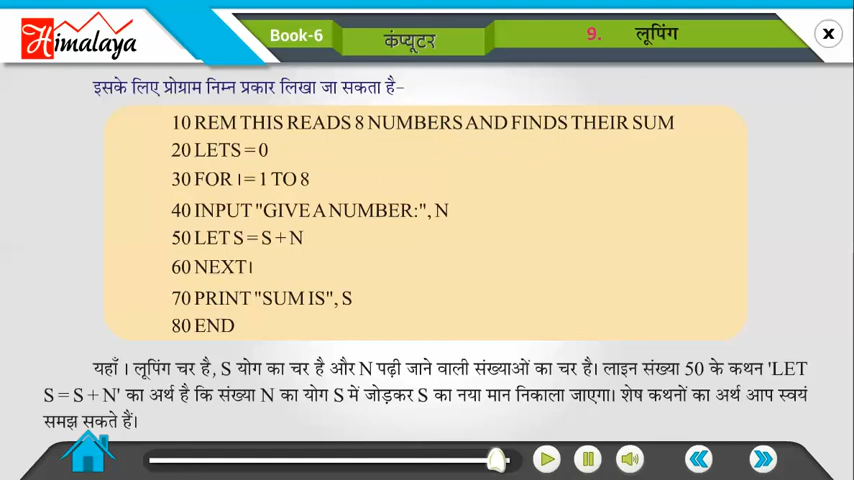 Himalaya
Book-6
कंप्यूटर
9. लूपिंग
x
इसके लिए प्रोग्राम निम्न प्रकार लिखा जा सकता है-
10 REM THIS READS 8 NUMBERS AND FINDS THEIR SUM
20 LETS = 0
30 FOR । = 1 TO 8
40 INPUT "GIVE A NUMBER:", N
50 LET S = S + N
60 NEXT।
70 PRINT "SUM IS", S
80 END
यहाँ । लूपिंग चर है, S योग का चर है और N पढ़ी जाने वाली संख्याओं का चर है। लाइन संख्या 50 के कथन 'LET
S = S + N' का अर्थ है कि संख्या N का योग S में जोड़कर S का नया मान निकाला जाएगा। शेष कथनों का अर्थ आप स्वयं
समझ सकते हैं।